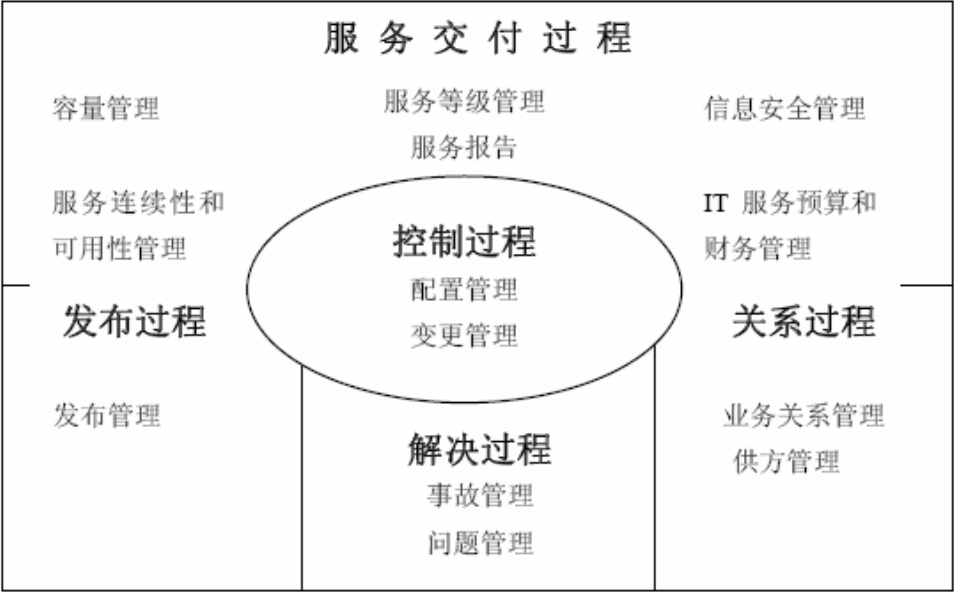 服务交付过程
容量管理
服务等级管理
信息安全管理
服务报告
服务连续性和
可用性管理
IT 服务预算和
财务管理
控制过程
配置管理
变更管理
发布过程
发布管理
关系过程
业务关系管理
供方管理
解决过程
事故管理
问题管理